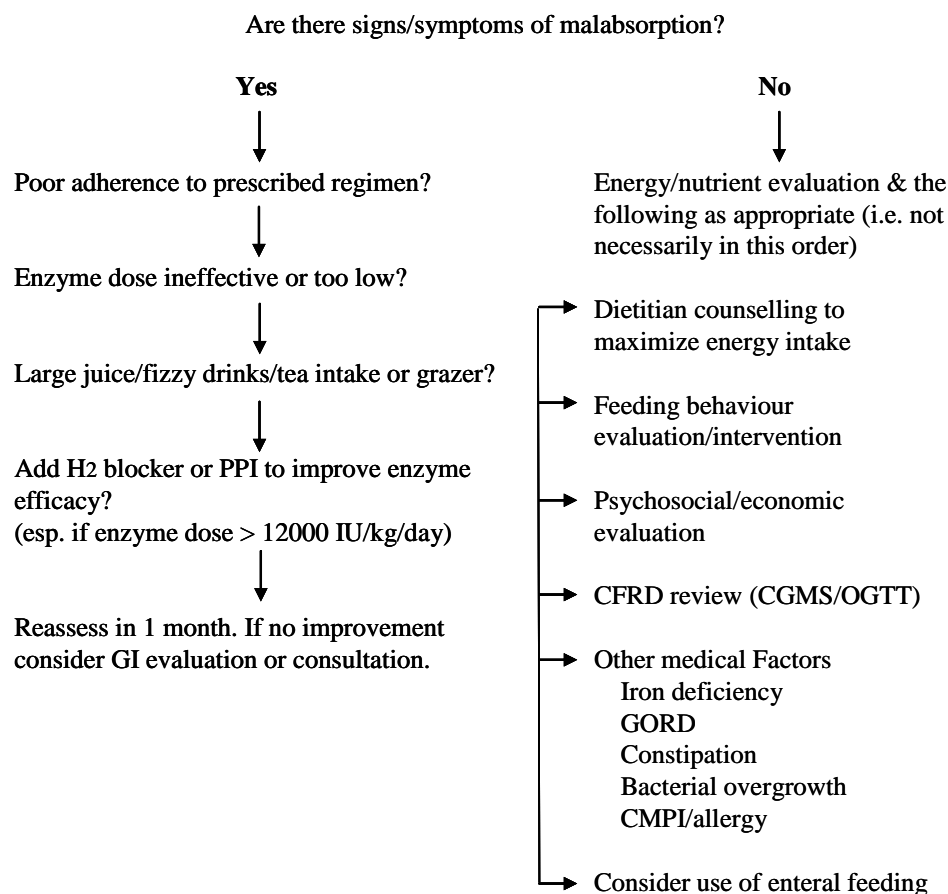 Are there signs/symptoms of malabsorption?
Yes
Poor adherence to prescribed regimen?
Enzyme dose ineffective or too low?
Large juice/fizzy drinks/tea intake or grazer?
Add H2 blocker or PPI to improve enzyme
efficacy?
(esp. if enzyme dose > 12000 IU/kg/day)
Reassess in 1 month. If no improvement
consider GI evaluation or consultation.
No
Energy/nutrient evaluation & the
following as appropriate (i.e. not
necessarily in this order)
Dietitian counselling to
maximize energy intake
Feeding behaviour
evaluation/intervention
Psychosocial/economic
evaluation
CFRD review (CGMS/OGTT)
Other medical Factors
Iron deficiency
GORD
Constipation
Bacterial overgrowth
CMPI/allergy
Consider use of enteral feeding